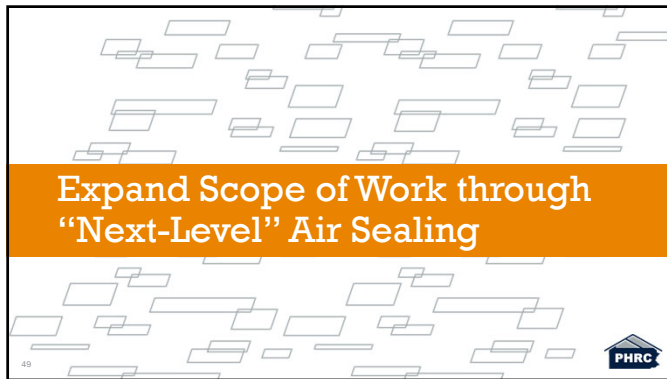 Expand Scope of Work through
“Next-Level” Air Sealing
49
PHRC